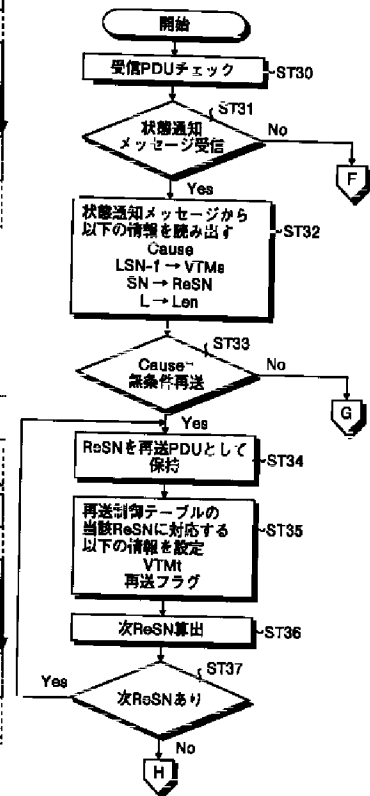 開始
受信PDUチェック
ST30
ST31
状態通知
メッセージ受信
No
F
Yes
状態通知メッセージから
以下の情報を読み出す
Cause
LSN-1→VTMs
SN→ReSN
L→Len
ST32
ST33
Cause=
無条件再送
No
G
Yes
ReSNを再送PDUとして
保持
ST34
再送制御テーブルの
当該ReSNに対応する
以下の情報を設定
VTMt
再送フラグ
ST35
次ReSN算出
ST36
ST37
Yes
次ReSNあり
No
H